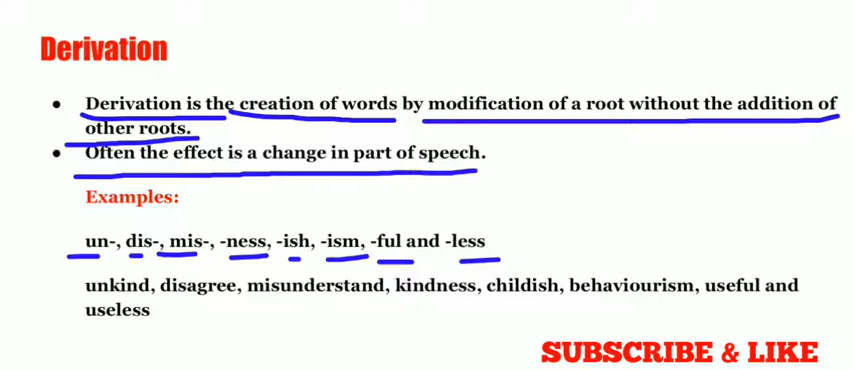 Derivation
● Derivation is the creation of words by modification of a root without the addition of
other roots.
● Often the effect is a change in part of speech.
Examples:
un-, dis-, mis-, -ness, -ish, -ism, -ful and -less
unkind, disagree, misunderstand, kindness, childish, behaviourism, useful and
useless
SUBSCRIBE & LIKE